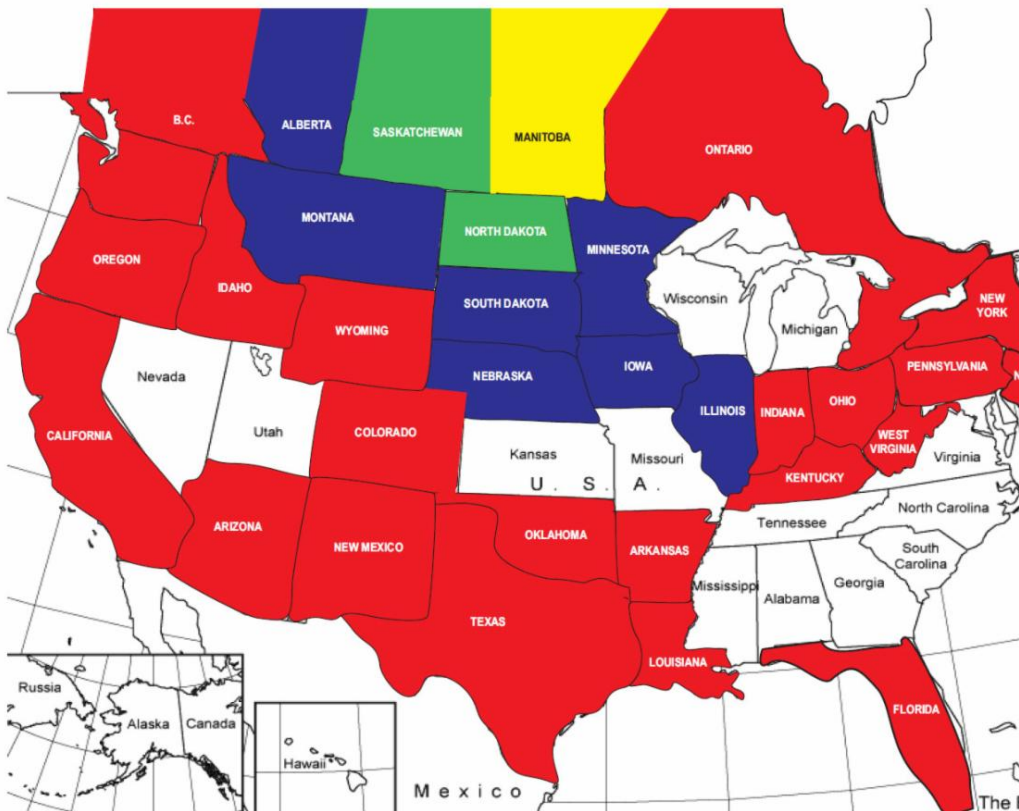 B.C.
ALBERTA
SASKATCHEWAN
MANITOBA
ONTARIO
MONTANA
NORTH DAKOTA
MINNESOTA
OREGON
IDAHO
SOUTH DAKOTA
Wisconsin
NEW
YORK
WYOMING
Michigan
Nevada
NEBRASKA
IOWA
PENNSYLVANIA
N
ILLINOIS
INDIANA
OHIO
CALIFORNIA
Utah
COLORADO
Kansas
Missouri
WEST
VIRGINIA
Virginia
KENTUCKY
U. S. A.
North Carolina
Tennessee
ARIZONA
NEW MEXICO
OKLAHOMA
ARKANSAS
South
Carolina
Mississippi
Alabama
Georgia
TEXAS
LOUISIANA
FLORIDA
Russia
Alaska
Canada
Hawaii
Mexico
The